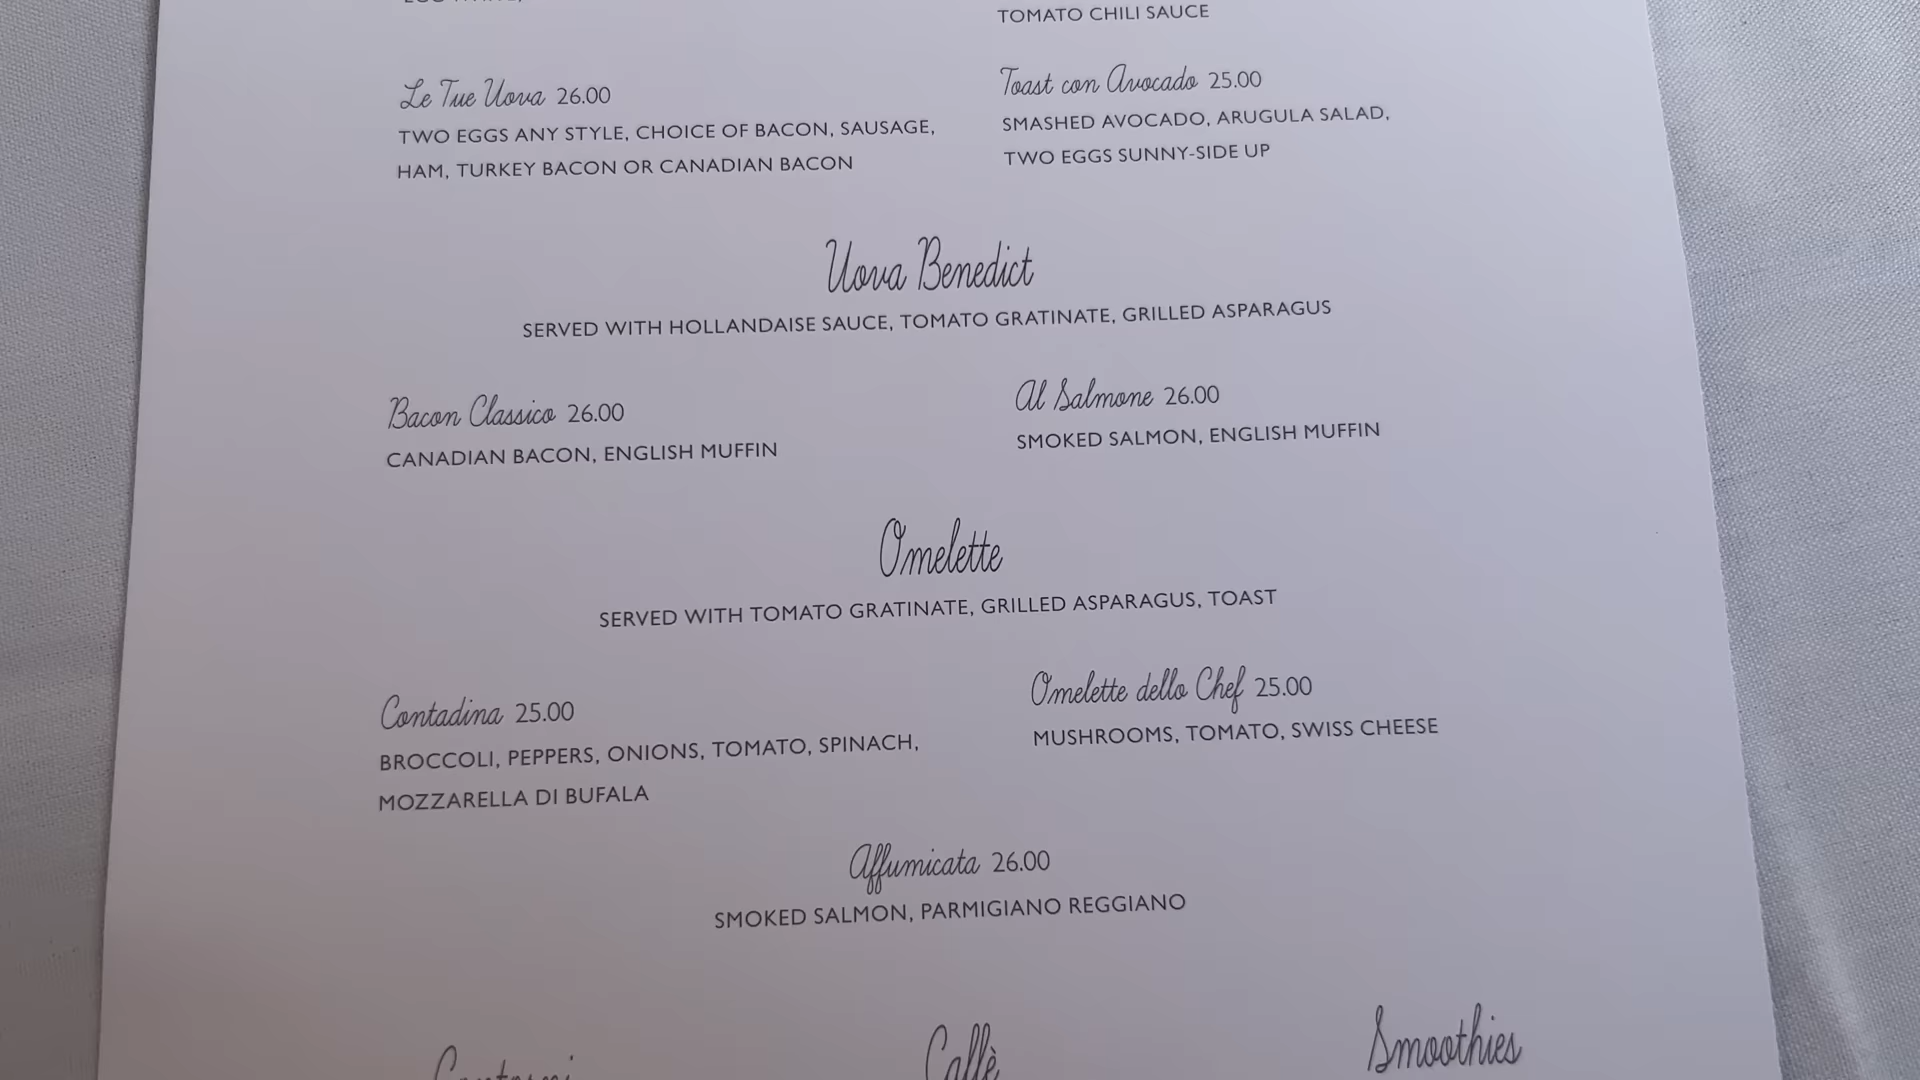 TOMATO CHILI SAUCE
Le Tue Uova 26.00
TWO EGGS ANY STYLE, CHOICE OF BACON, SAUSAGE,
HAM, TURKEY BACON OR CANADIAN BACON
Toast con Avocado 25.00
SMASHED AVOCADO, ARUGULA SALAD,
TWO EGGS SUNNY-SIDE UP
Uova Benedict
SERVED WITH HOLLANDAISE SAUCE, TOMATO GRATINATE, GRILLED ASPARAGUS
Bacon Classico 26.00
CANADIAN BACON, ENGLISH MUFFIN
Al Salmone 26.00
SMOKED SALMON, ENGLISH MUFFIN
Omelette
SERVED WITH TOMATO GRATINATE, GRILLED ASPARAGUS, TOAST
Contadina 25.00
BROCCOLI, PEPPERS, ONIONS, TOMATO, SPINACH,
MOZZARELLA DI BUFALA
Omelette dello Chef 25.00
MUSHROOMS, TOMATO, SWISS CHEESE
Affumicata 26.00
SMOKED SALMON, PARMIGIANO REGGIANO
Caffè
Smoothies